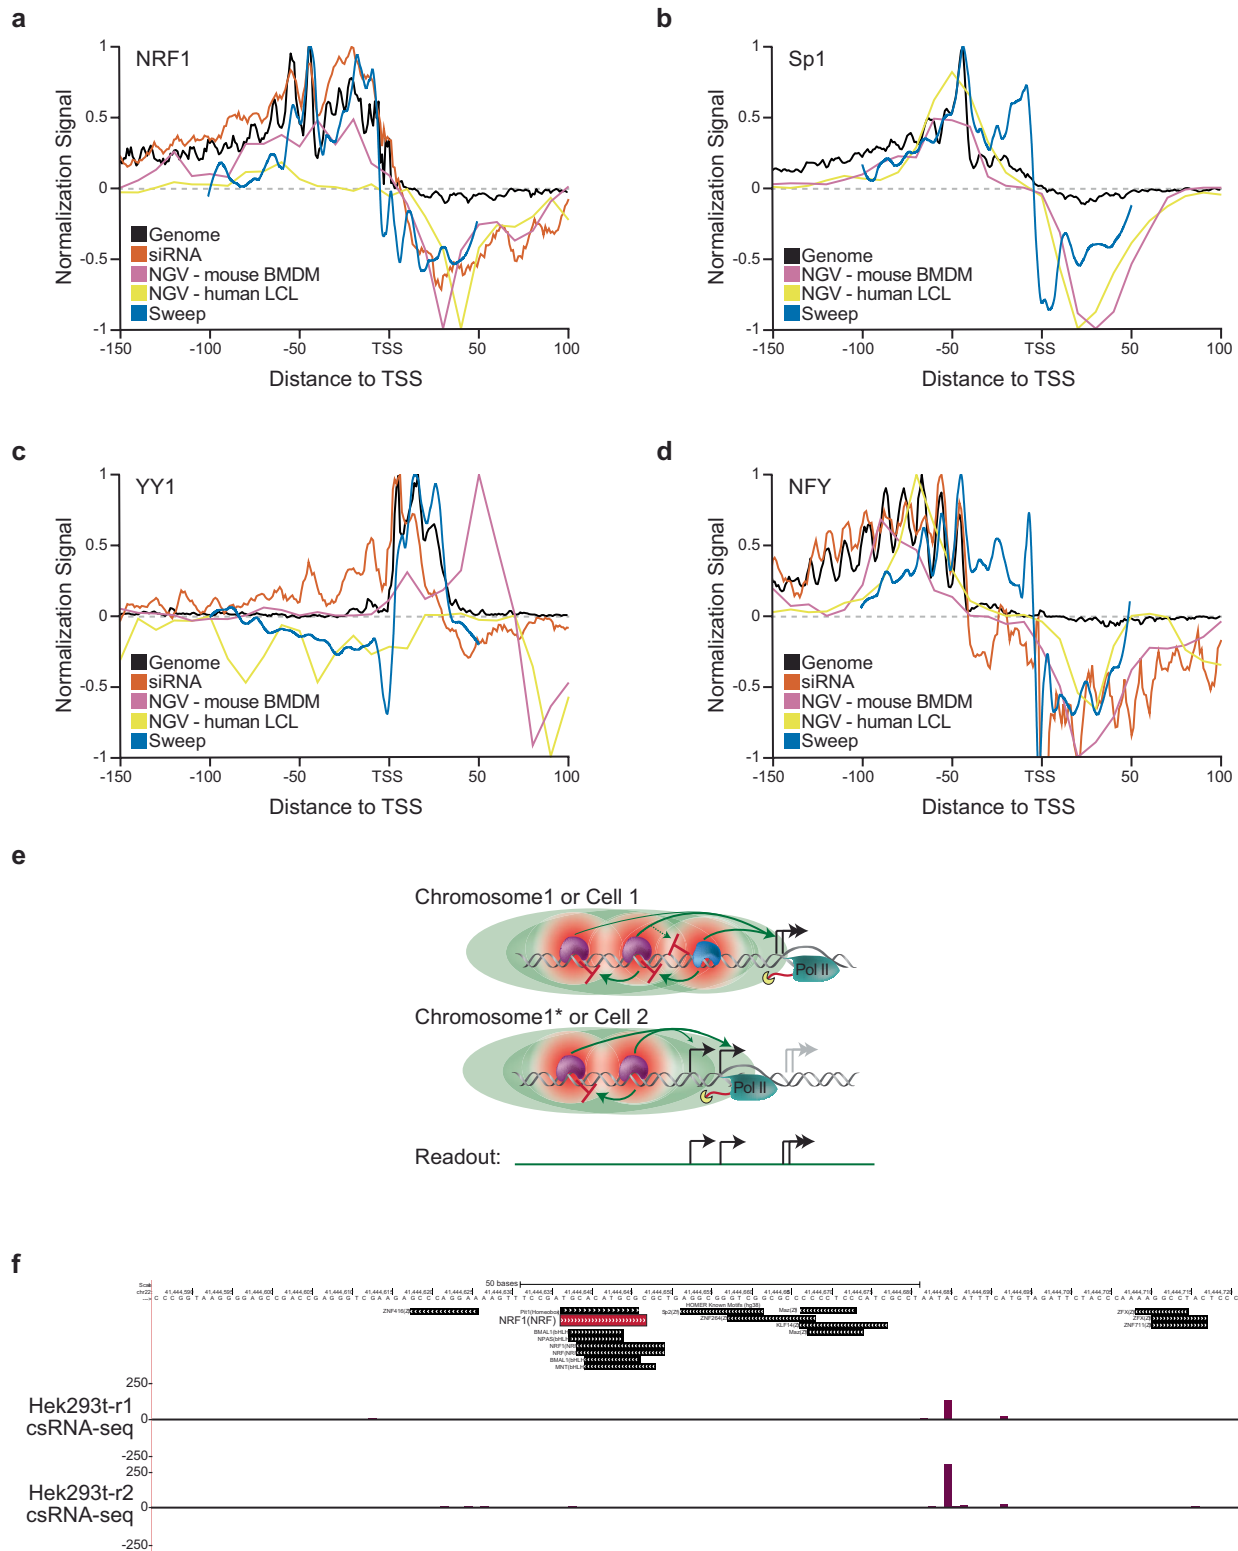 a
NRF1
Normalization Signal
1
0.5
0
-0.5
-1
Genome
siRNA
NGV - mouse BMDM
NGV - human LCL
Sweep
-150 -100 -50 TSS 50 100
Distance to TSS
b
Sp1
Normalization Signal
1
0.5
0
-0.5
-1
Genome
NGV - mouse BMDM
NGV - human LCL
Sweep
-150 -100 -50 TSS 50 100
Distance to TSS
c
YY1
Normalization Signal
1
0.5
0
-0.5
-1
Genome
siRNA
NGV - mouse BMDM
NGV - human LCL
Sweep
-150 -100 -50 TSS 50 100
Distance to TSS
d
NFY
Normalization Signal
1
0.5
0
-0.5
-1
Genome
siRNA
NGV - mouse BMDM
NGV - human LCL
Sweep
-150 -100 -50 TSS 50 100
Distance to TSS
e
Chromosome1 or Cell 1
Pol II
Chromosome1* or Cell 2
Pol II
Readout:
f
50 bases
HOMER Known Motifs (hg38)
NRF1(NRF)
250
Hek293t-r1
csRNA-seq
0
-250
250
Hek293t-r2
csRNA-seq
0
-250